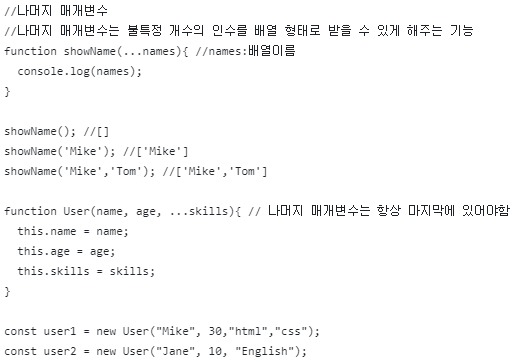 //나머지 매개변수
//나머지 매개변수는 불특정 개수의 인수를 배열 형태로 받을 수 있게 해주는 기능
function showName(...names){ //names:배열이름
  console.log(names);
}
showName(); //[]
showName('Mike'); //['Mike']
showName('Mike','Tom'); //['Mike','Tom']
function User(name, age, ...skills){ // 나머지 매개변수는 항상 마지막에 있어야함
  this.name = name;
  this.age = age;
  this.skills = skills;
}
const user1 = new User("Mike", 30,"html","css");
const user2 = new User("Jane", 10, "English");